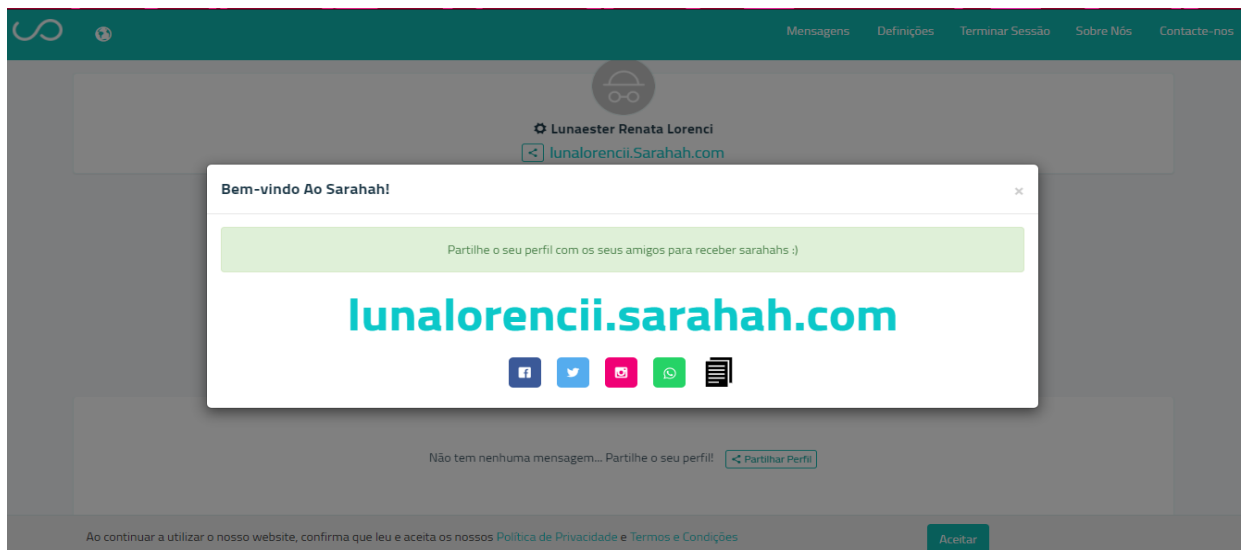 Mensagens Definições Terminar Sessão Sobre Nós Contacte-nos
Lunaester Renata Lorenci
lunalorencii.Sarahah.com
Bem-vindo Ao Sarahah! ×
Partilhe o seu perfil com os seus amigos para receber sarahahs :)
lunalorencii.sarahah.com
Não tem nenhuma mensagem... Partilhe o seu perfil! Partilhar Perfil
Ao continuar a utilizar o nosso website, confirma que leu e aceita os nossos Política de Privacidade e Termos e Condições Aceitar